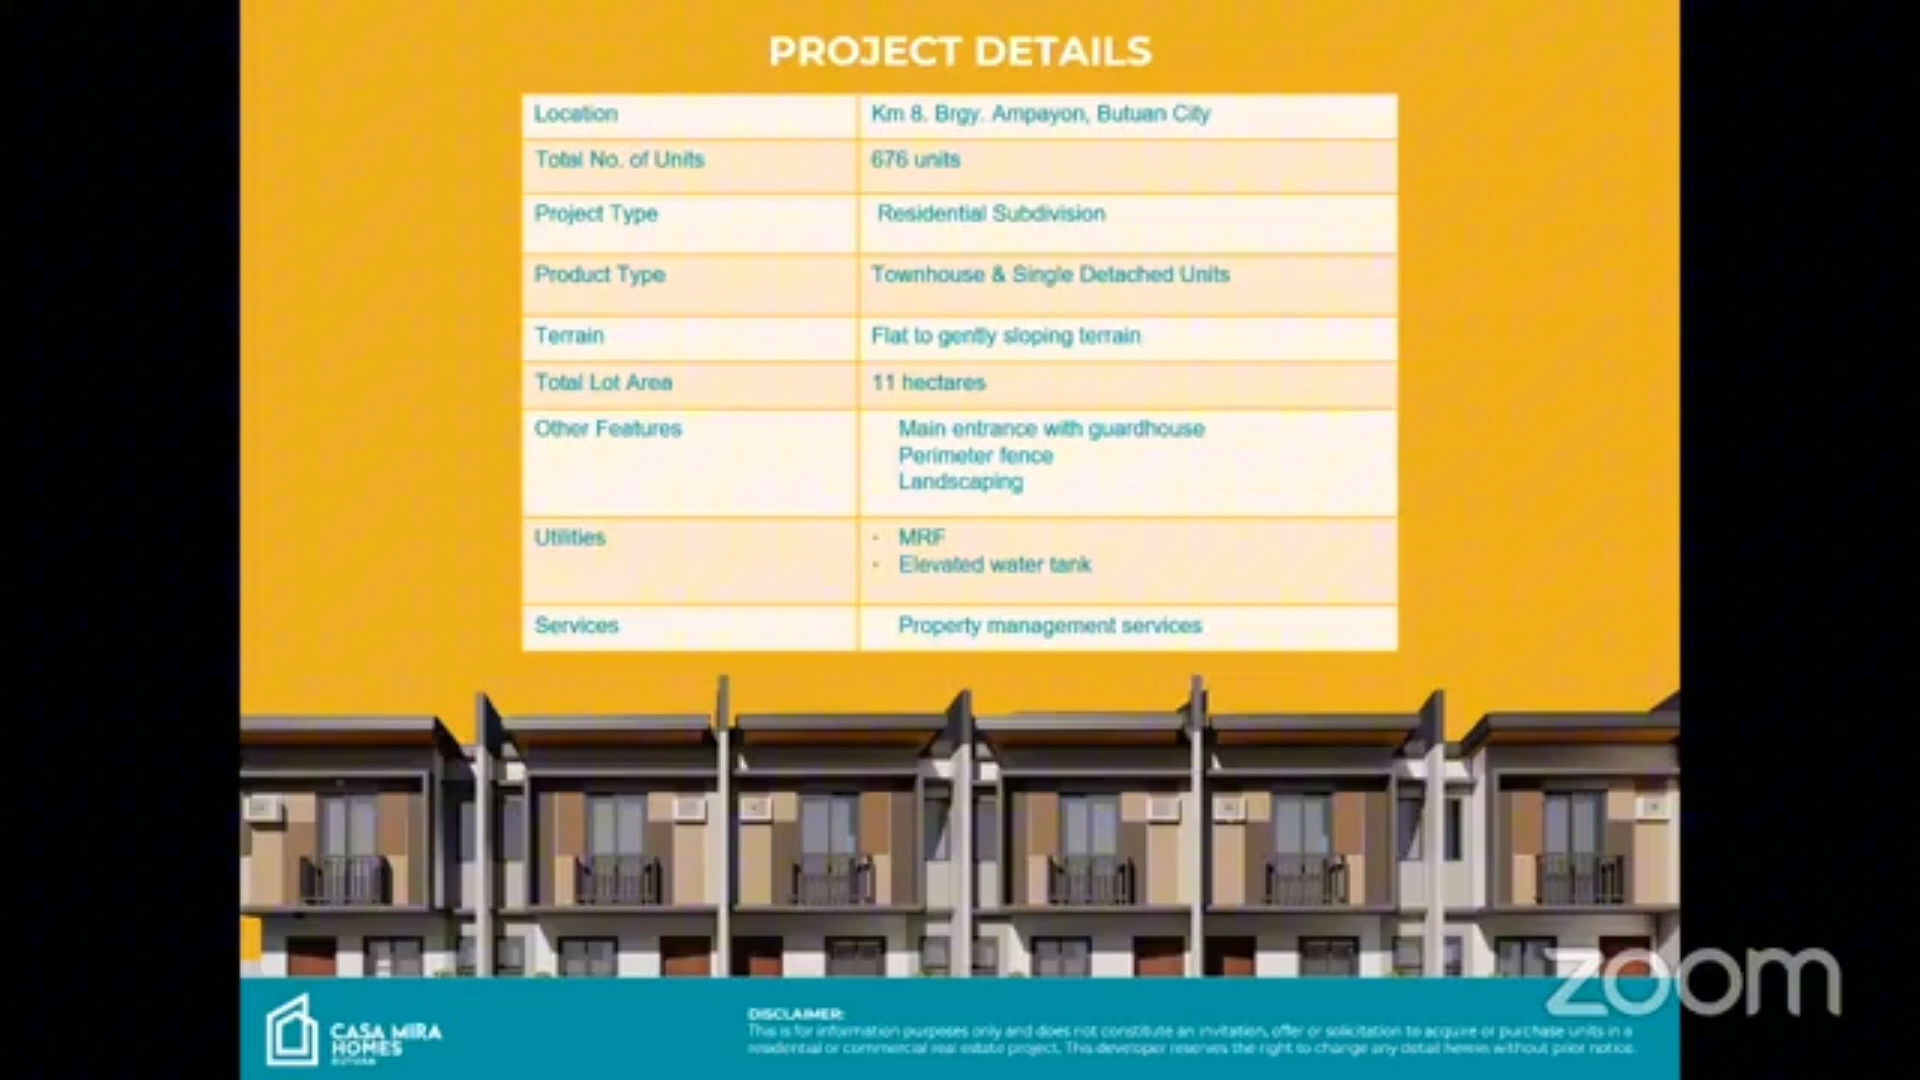 PROJECT DETAILS
Location Km 8. Brgy. Ampayon, Butuan City
Total No. of Units 676 units
Project Type Residential Subdivision
Product Type Townhouse & Single Detached Units
Terrain Flat to gently sloping terrain
Total Lot Area 11 hectares
Other Features Main entrance with guardhouse
Perimeter fence
Landscaping
Utilities · MRF
· Elevated water tank
Services Property management services
CASA MIRA
HOMES
BUTUAN
DISCLAIMER:
This is for information purposes only and does not constitute an invitation, offer or solicitation to acquire or purchase units in a
residential or commercial real estate project. This developer reserves the right to change any detail herein without prior notice.
zoom